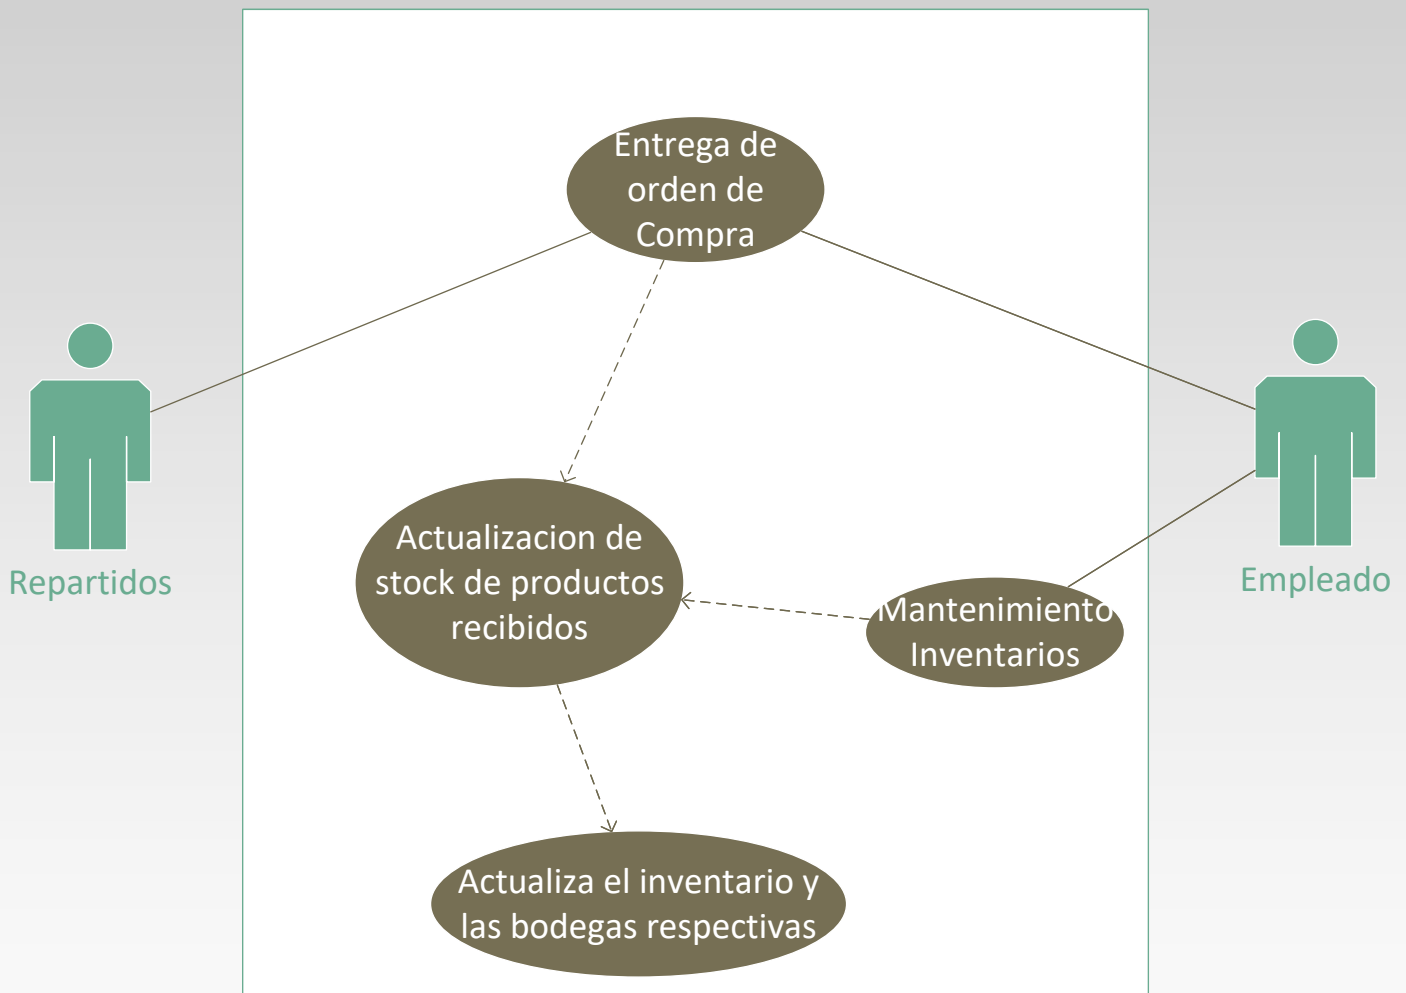 Entrega de
orden de
Compra
Repartidos
Empleado
Actualizacion de
stock de productos
recibidos
Mantenimiento
Inventarios
Actualiza el inventario y
las bodegas respectivas